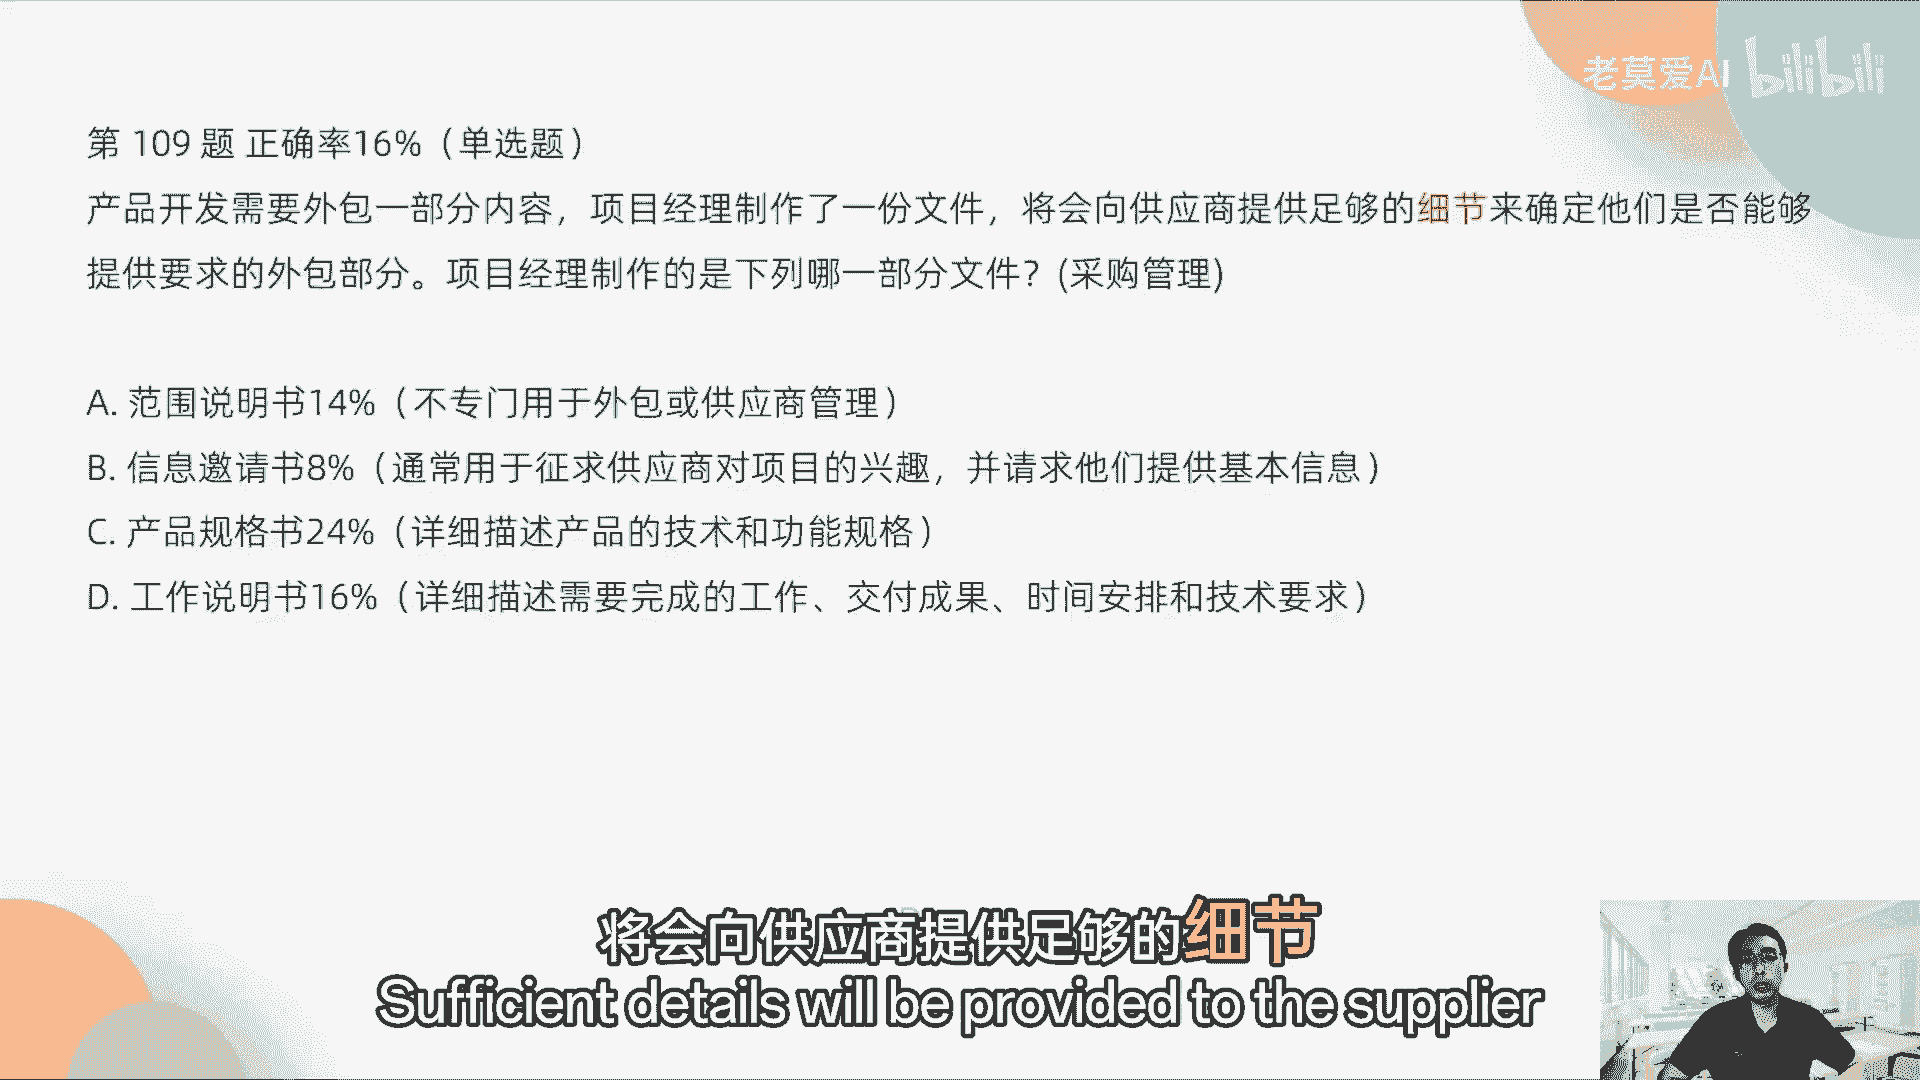 老莫爱AI bilibili
第 109 题 正确率16%（单选题）
产品开发需要外包一部分内容，项目经理制作了一份文件，将会向供应商提供足够的细节来确定他们是否能够
提供要求的外包部分。项目经理制作的是下列哪一部分文件？(采购管理)
A. 范围说明书14%（不专门用于外包或供应商管理）
B. 信息邀请书8%（通常用于征求供应商对项目的兴趣，并请求他们提供基本信息）
C. 产品规格书24%（详细描述产品的技术和功能规格）
D. 工作说明书16%（详细描述需要完成的工作、交付成果、时间安排和技术要求）
将会向供应商提供足够的细节
Sufficient details will be provided to the supplier